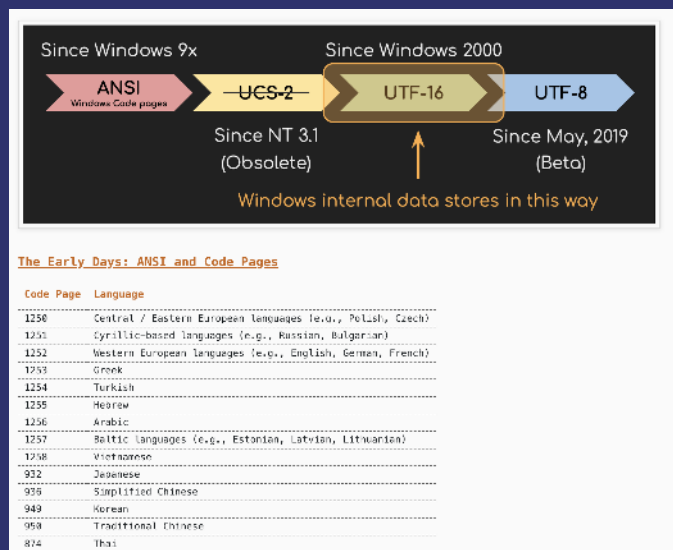 Since Windows 9x
Since Windows 2000
ANSI
Windows Code pages
UCS-2
UTF-16
UTF-8
Since NT 3.1
(Obsolete)
Since May, 2019
(Beta)
Windows internal data stores in this way
The Early Days: ANSI and Code Pages
Code Page Language
1250 Central / Eastern European languages (e.g., Polish, Czech)
1251 Cyrillic-based languages (e.g., Russian, Bulgarian)
1252 Western European languages (e.g., English, German, French)
1253 Greek
1254 Turkish
1255 Hebrew
1256 Arabic
1257 Baltic languages (e.g., Estonian, Latvian, Lithuanian)
1258 Vietnamese
932 Japanese
936 Simplified Chinese
949 Korean
950 Traditional Chinese
874 Thai